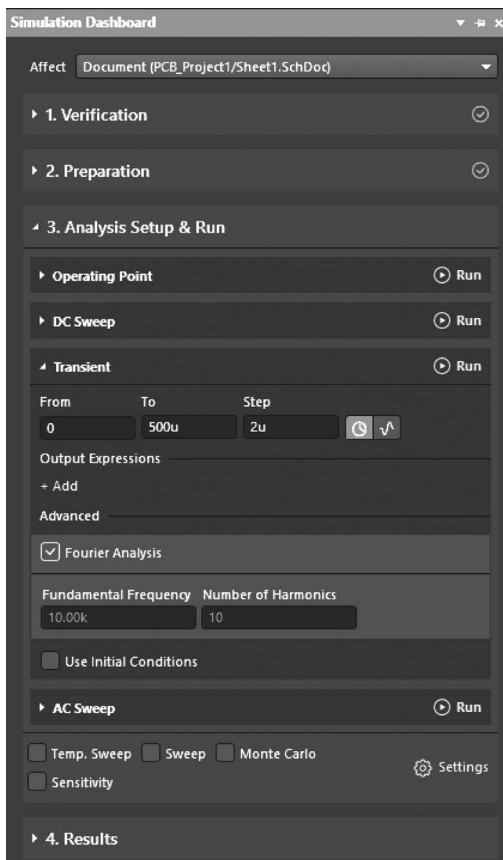 Simulation Dashboard
Affect Document (PCB_Project1/Sheet1.SchDoc)
1. Verification
2. Preparation
3. Analysis Setup & Run
Operating Point Run
DC Sweep Run
Transient Run
From To Step
0 500u 2u
Output Expressions
+ Add
Advanced
Fourier Analysis
Fundamental Frequency Number of Harmonics
10.00k 10
Use Initial Conditions
AC Sweep Run
Temp. Sweep Sweep Monte Carlo
Settings
Sensitivity
4. Results